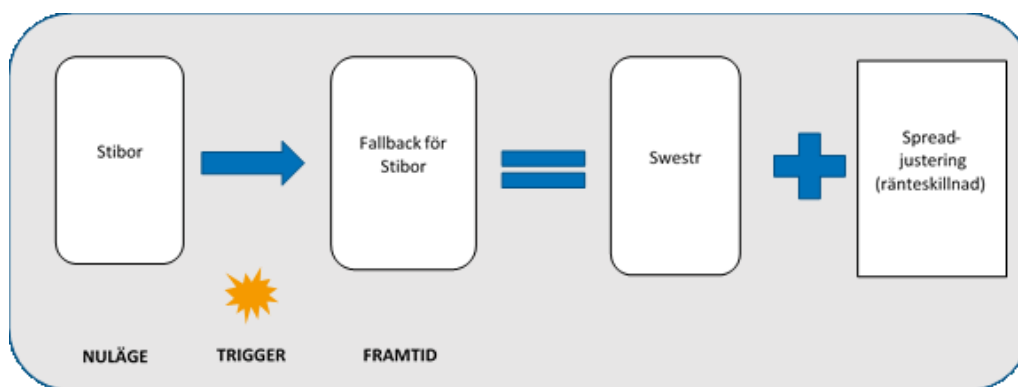 Stibor
Fallback för
Stibor
Swestr
Spread-
justering
(ränteskillnad)
NULÄGE
TRIGGER
FRAMTID